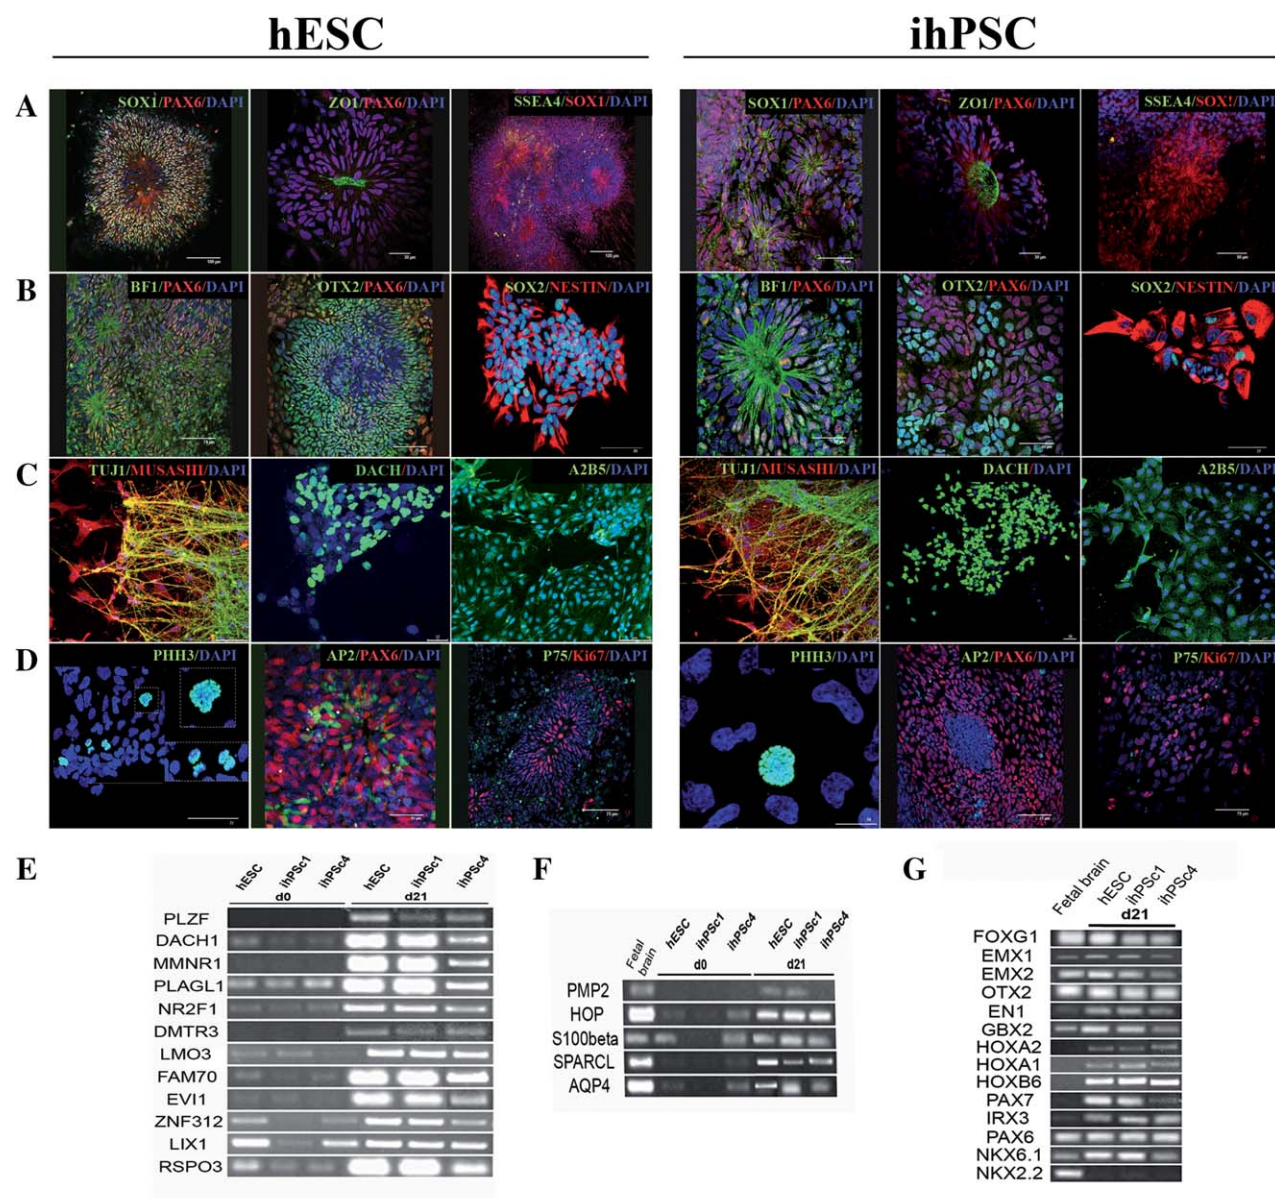 hESC
ihPSC
A
SOX1/PAX6/DAPI
ZO1/PAX6/DAPI
SSEA4/SOX1/DAPI
SOX1/PAX6/DAPI
ZO1/PAX6/DAPI
SSEA4/SOX!/DAPI
B
BF1/PAX6/DAPI
OTX2/PAX6/DAPI
SOX2/NESTIN/DAPI
BF1/PAX6/DAPI
OTX2/PAX6/DAPI
SOX2/NESTIN/DAPI
C
TUJ1/MUSASHI/DAPI
DACH/DAPI
A2B5/DAPI
TUJ1/MUSASHI/DAPI
DACH/DAPI
A2B5/DAPI
D
PHH3/DAPI
AP2/PAX6/DAPI
P75/Ki67/DAPI
PHH3/DAPI
AP2/PAX6/DAPI
P75/Ki67/DAPI
E
hESC ihPSc1 ihPSc4 hESC ihPSc1 ihPSc4
d0 d21
PLZF
DACH1
MMNR1
PLAGL1
NR2F1
DMTR3
LMO3
FAM70
EVI1
ZNF312
LIX1
RSPO3
F
Fetal brain hESC ihPSc1 ihPSc4 hESC ihPSc1 ihPSc4
d0 d21
PMP2
HOP
S100beta
SPARCL
AQP4
G
Fetal brain hESC ihPSc1 ihPSc4
d21
FOXG1
EMX1
EMX2
OTX2
EN1
GBX2
HOXA2
HOXA1
HOXB6
PAX7
IRX3
PAX6
NKX6.1
NKX2.2